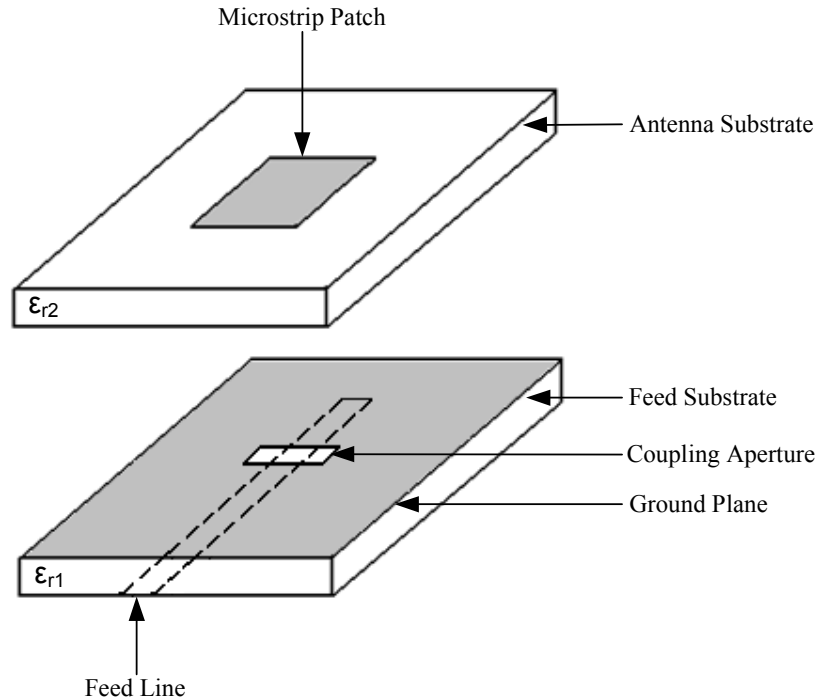 Microstrip Patch
Antenna Substrate
εr2
Feed Substrate
Coupling Aperture
Ground Plane
εr1
Feed Line